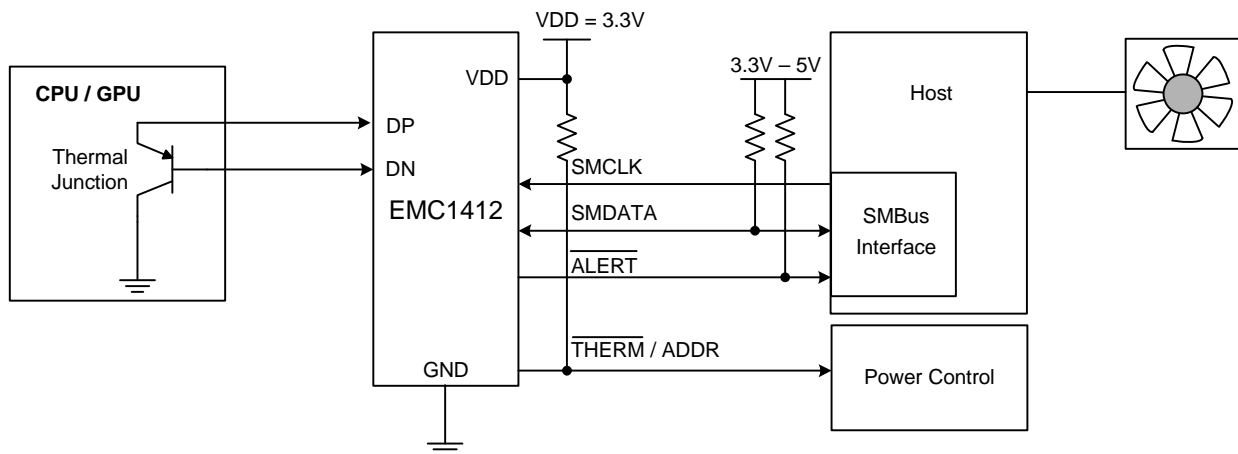 VDD = 3.3V
VDD
3.3V – 5V
CPU / GPU
Host
DP
Thermal
Junction
DN
SMCLK
EMC1412
SMDATA
SMBus
Interface
ALERT
THERM / ADDR
GND
Power Control